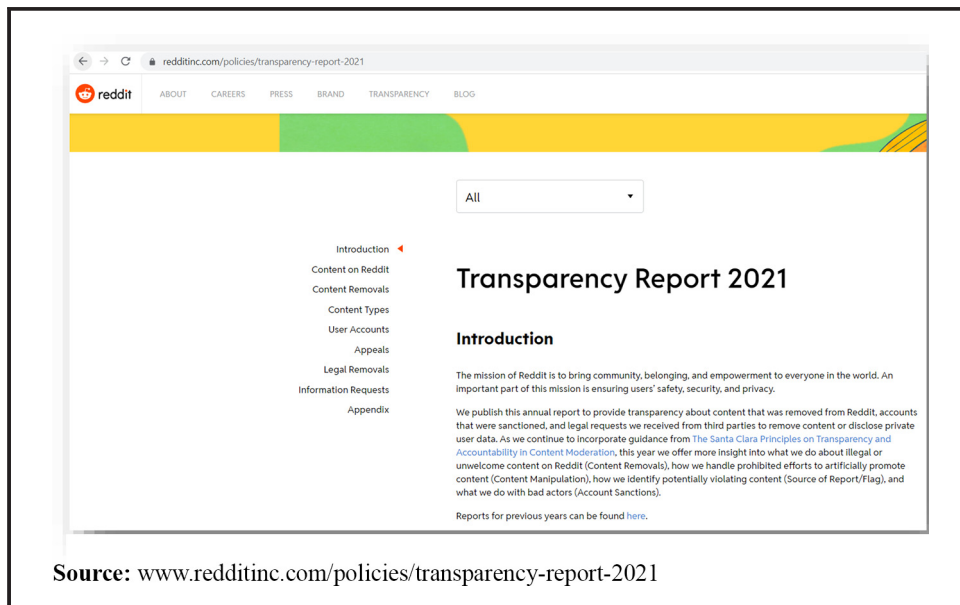 redditinc.com/policies/transparency-report-2021
reddit ABOUT CAREERS PRESS BRAND TRANSPARENCY BLOG
All
Introduction
Content on Reddit
Content Removals
Content Types
User Accounts
Appeals
Legal Removals
Information Requests
Appendix
Transparency Report 2021
Introduction
The mission of Reddit is to bring community, belonging, and empowerment to everyone in the world. An
important part of this mission is ensuring users' safety, security, and privacy.
We publish this annual report to provide transparency about content that was removed from Reddit, accounts
that were sanctioned, and legal requests we received from third parties to remove content or disclose private
user data. As we continue to incorporate guidance from The Santa Clara Principles on Transparency and
Accountability in Content Moderation, this year we offer more insight into what we do about illegal or
unwelcome content on Reddit (Content Removals), how we handle prohibited efforts to artificially promote
content (Content Manipulation), how we identify potentially violating content (Source of Report/Flag), and
what we do with bad actors (Account Sanctions).
Reports for previous years can be found here.
Source: www.redditinc.com/policies/transparency-report-2021